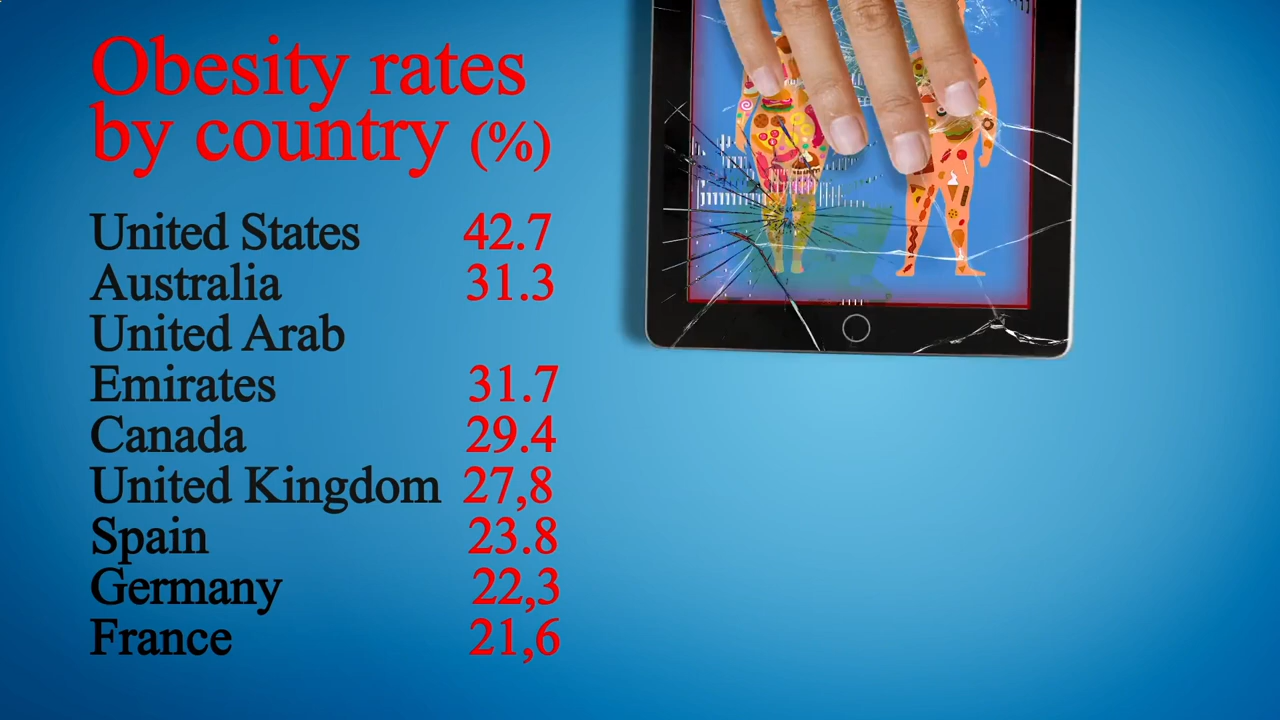 Obesity rates
by country (%)
United States 42.7
Australia 31.3
United Arab
Emirates 31.7
Canada 29.4
United Kingdom 27,8
Spain 23.8
Germany 22,3
France 21,6